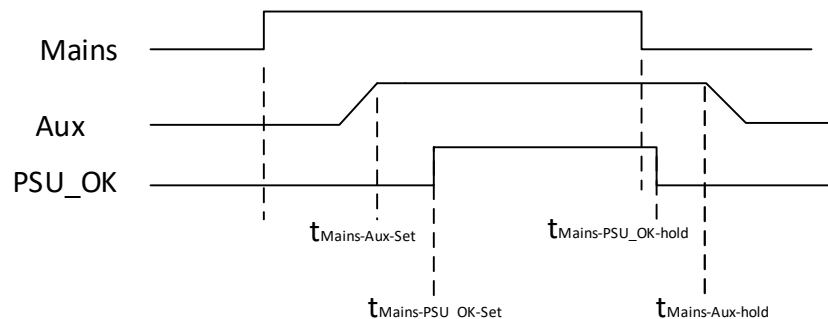 Mains
Aux
PSU_OK
tMains-Aux-Set
tMains-PSU_OK-hold
tMains-PSU OK-Set
tMains-Aux-hold